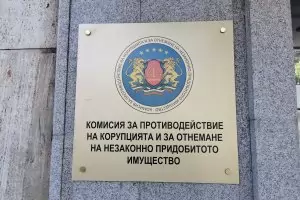 КОМИСИЯ ЗА ПРОТИВОДЕЙСТВИЕ
НА КОРУПЦИЯТА И ЗА ОТНЕМАНЕ
НА НЕЗАКОННО ПРИДОБИТОТО
ИМУЩЕСТВО